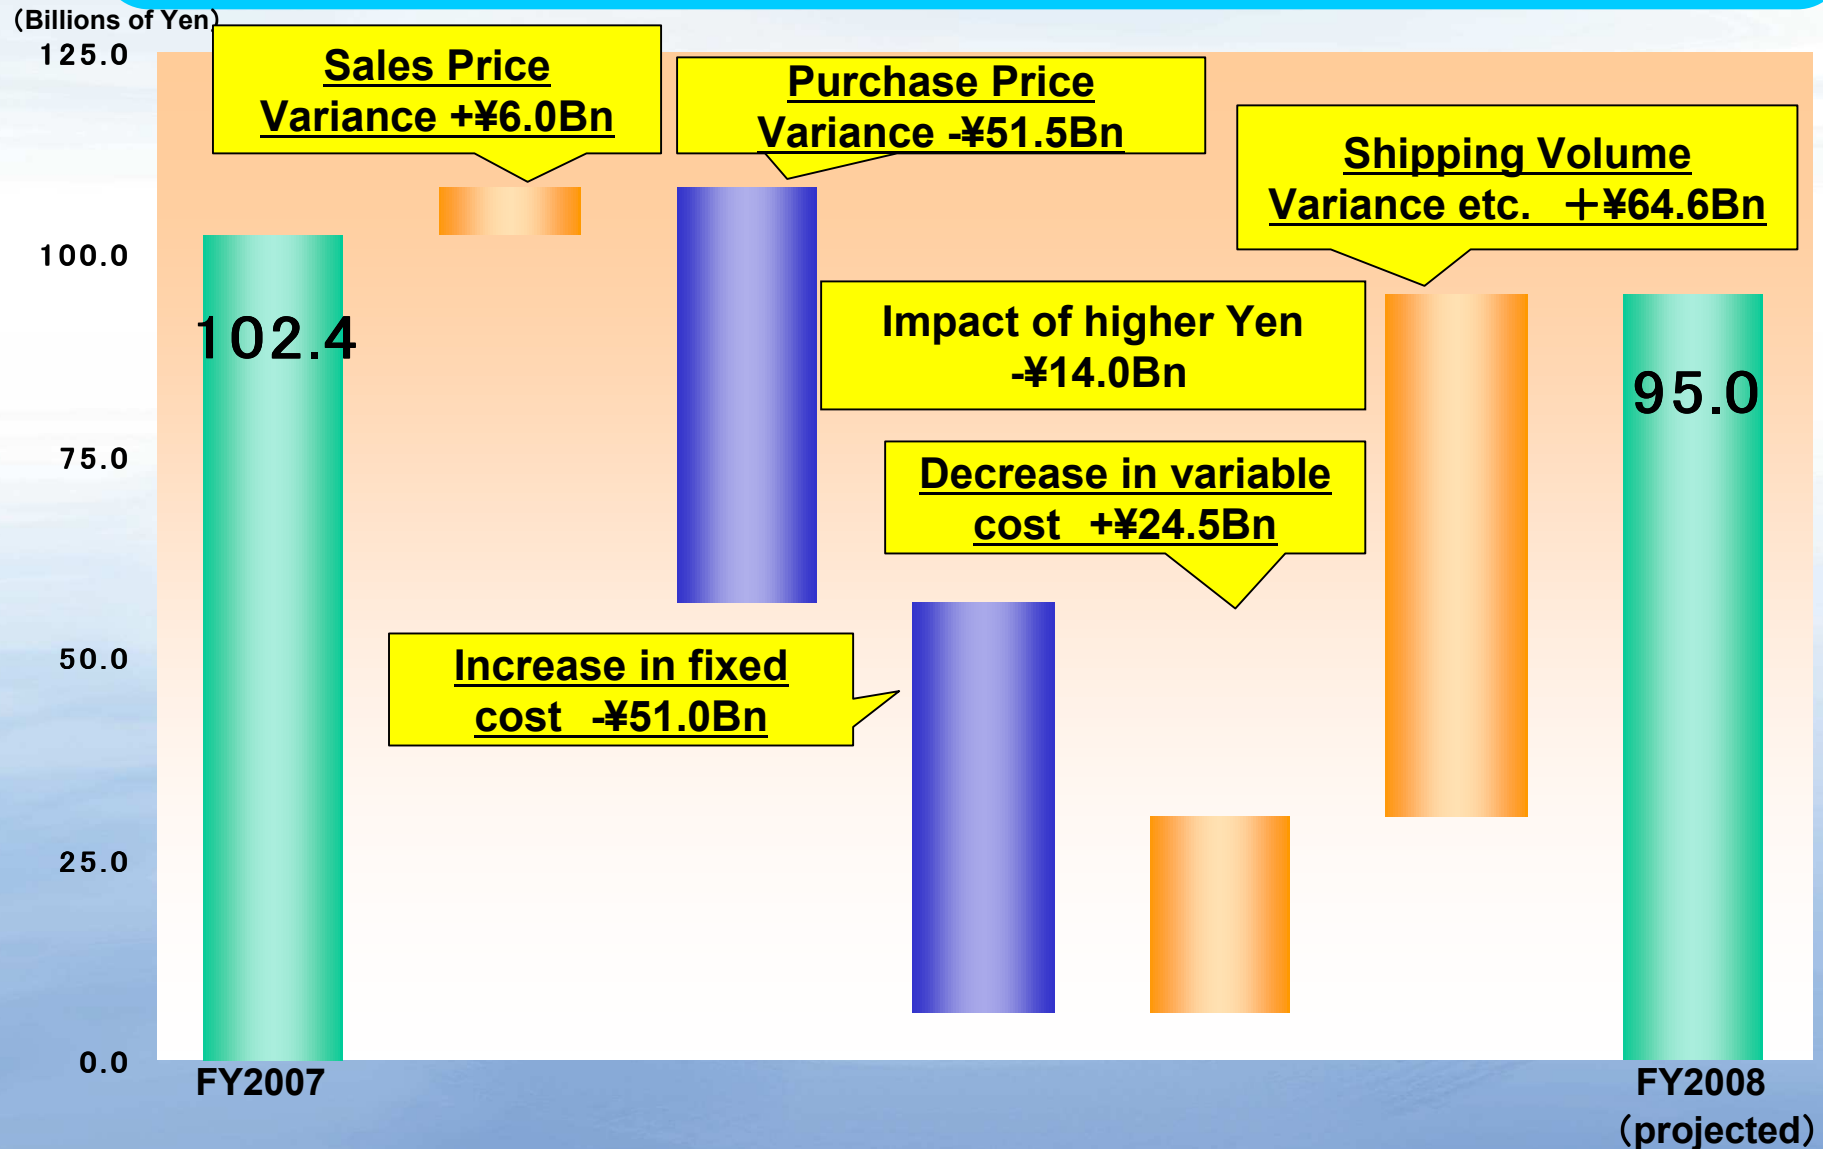 （Billions of Yen）
125.0
100.0
75.0
50.0
25.0
0.0
Sales Price
Variance +¥6.0Bn
Purchase Price
Variance -¥51.5Bn
Shipping Volume
Variance etc. ＋¥64.6Bn
Impact of higher Yen
-¥14.0Bn
102.4
95.0
Decrease in variable
cost +¥24.5Bn
Increase in fixed
cost -¥51.0Bn
FY2007
FY2008
（projected）